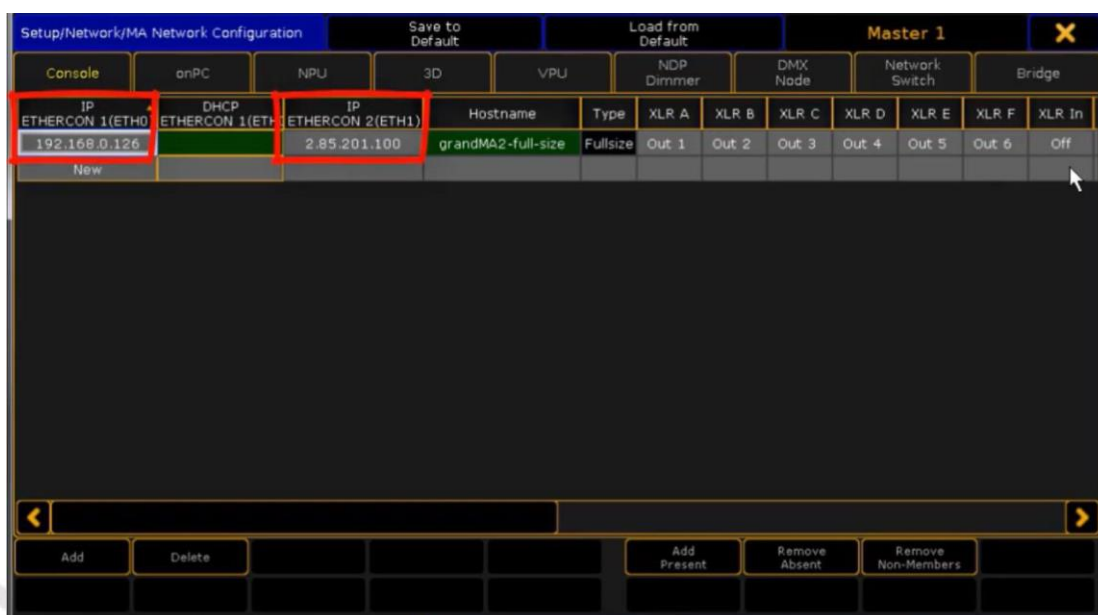 Setup/Network/MA Network Configuration
Save to
Default
Load from
Default
Master 1
Console
onPC
NPU
3D
VPU
NDP
Dimmer
DMX
Node
Network
Switch
Bridge
IP
ETHERCON 1(ETH0)
DHCP
ETHERCON 1(ETH
IP
ETHERCON 2(ETH1)
Hostname
Type
XLR A
XLR B
XLR C
XLR D
XLR E
XLR F
XLR In
192.168.0.126
2.85.201.100
grandMA2-full-size
Fullsize
Out 1
Out 2
Out 3
Out 4
Out 5
Out 6
Off
New
Add
Delete
Add
Present
Remove
Absent
Remove
Non-Members